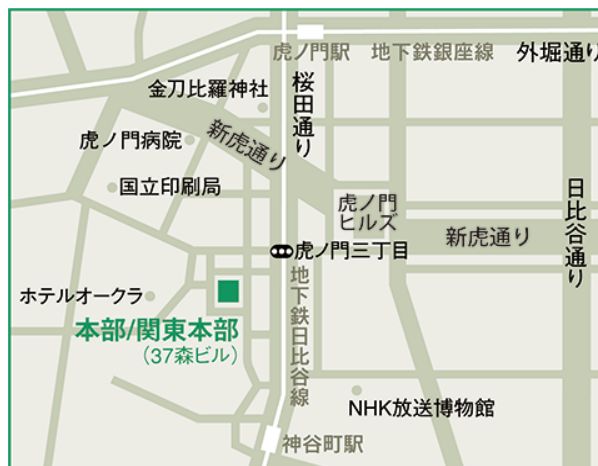 虎ノ門駅
地下鉄銀座線
外堀通り
金刀比羅神社
桜田通り
新虎通り
虎ノ門病院
国立印刷局
虎ノ門
ヒルズ
日比谷通り
新虎通り
虎ノ門三丁目
地下鉄日比谷線
ホテルオークラ
本部/関東本部
(37森ビル)
NHK放送博物館
神谷町駅